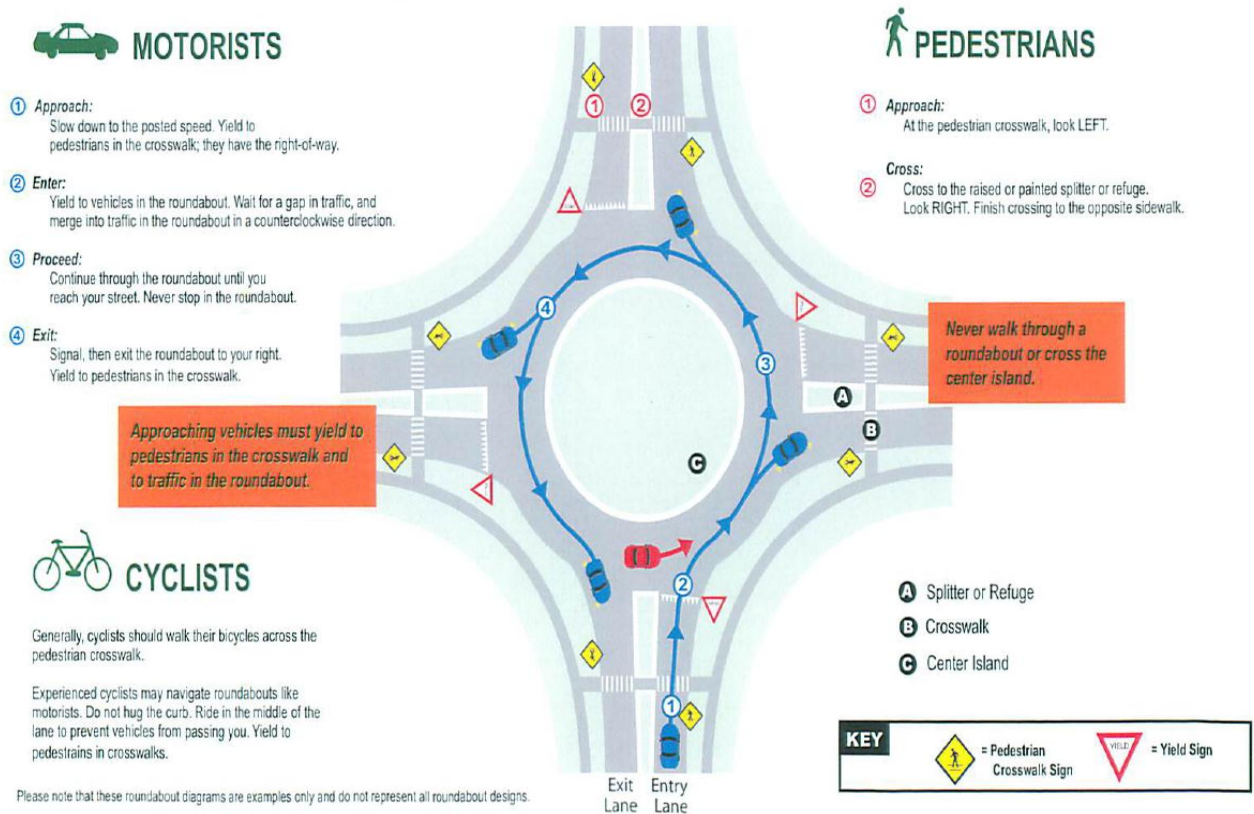 MOTORISTS
1 Approach:
Slow down to the posted speed. Yield to
pedestrians in the crosswalk; they have the right-of-way.
2 Enter:
Yield to vehicles in the roundabout. Wait for a gap in traffic, and
merge into traffic in the roundabout in a counterclockwise direction.
3 Proceed:
Continue through the roundabout until you
reach your street. Never stop in the roundabout.
4 Exit:
Signal, then exit the roundabout to your right.
Yield to pedestrians in the crosswalk.
Approaching vehicles must yield to
pedestrians in the crosswalk and
to traffic in the roundabout.
CYCLISTS
Generally, cyclists should walk their bicycles across the
pedestrian crosswalk.
Experienced cyclists may navigate roundabouts like
motorists. Do not hug the curb. Ride in the middle of the
lane to prevent vehicles from passing you. Yield to
pedestrains in crosswalks.
Please note that these roundabout diagrams are examples only and do not represent all roundabout designs.
1 2
4
3
A
B
C
2
1
Exit
Lane
Entry
Lane
PEDESTRIANS
1 Approach:
At the pedestrian crosswalk, look LEFT.
Cross:
2 Cross to the raised or painted splitter or refuge.
Look RIGHT. Finish crossing to the opposite sidewalk.
Never walk through a
roundabout or cross the
center island.
A Splitter or Refuge
B Crosswalk
C Center Island
KEY
= Pedestrian
Crosswalk Sign
YIELD
= Yield Sign